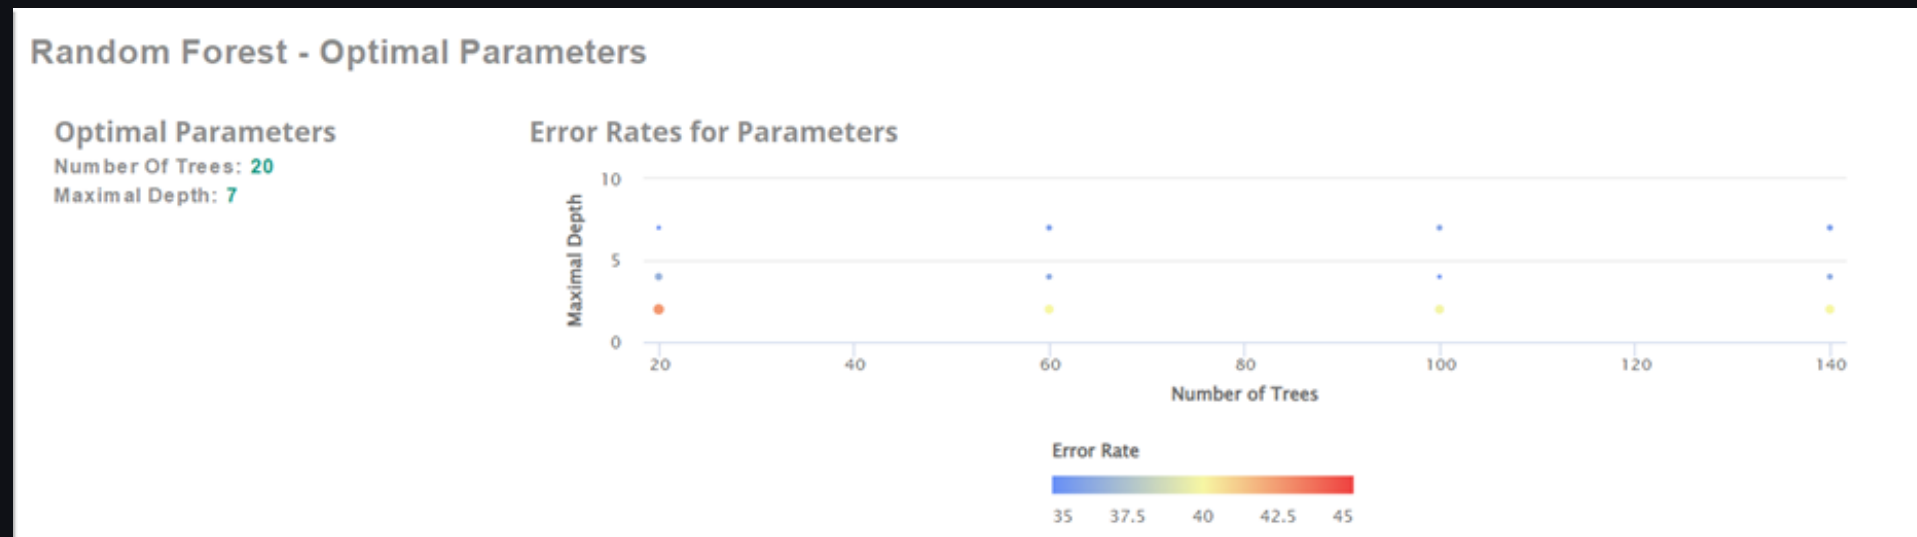 Random Forest - Optimal Parameters
Optimal Parameters
Number Of Trees: 20
Maximal Depth: 7
Error Rates for Parameters
10
5
0
Maximal Depth
20 40 60 80 100 120 140
Number of Trees
Error Rate
35 37.5 40 42.5 45